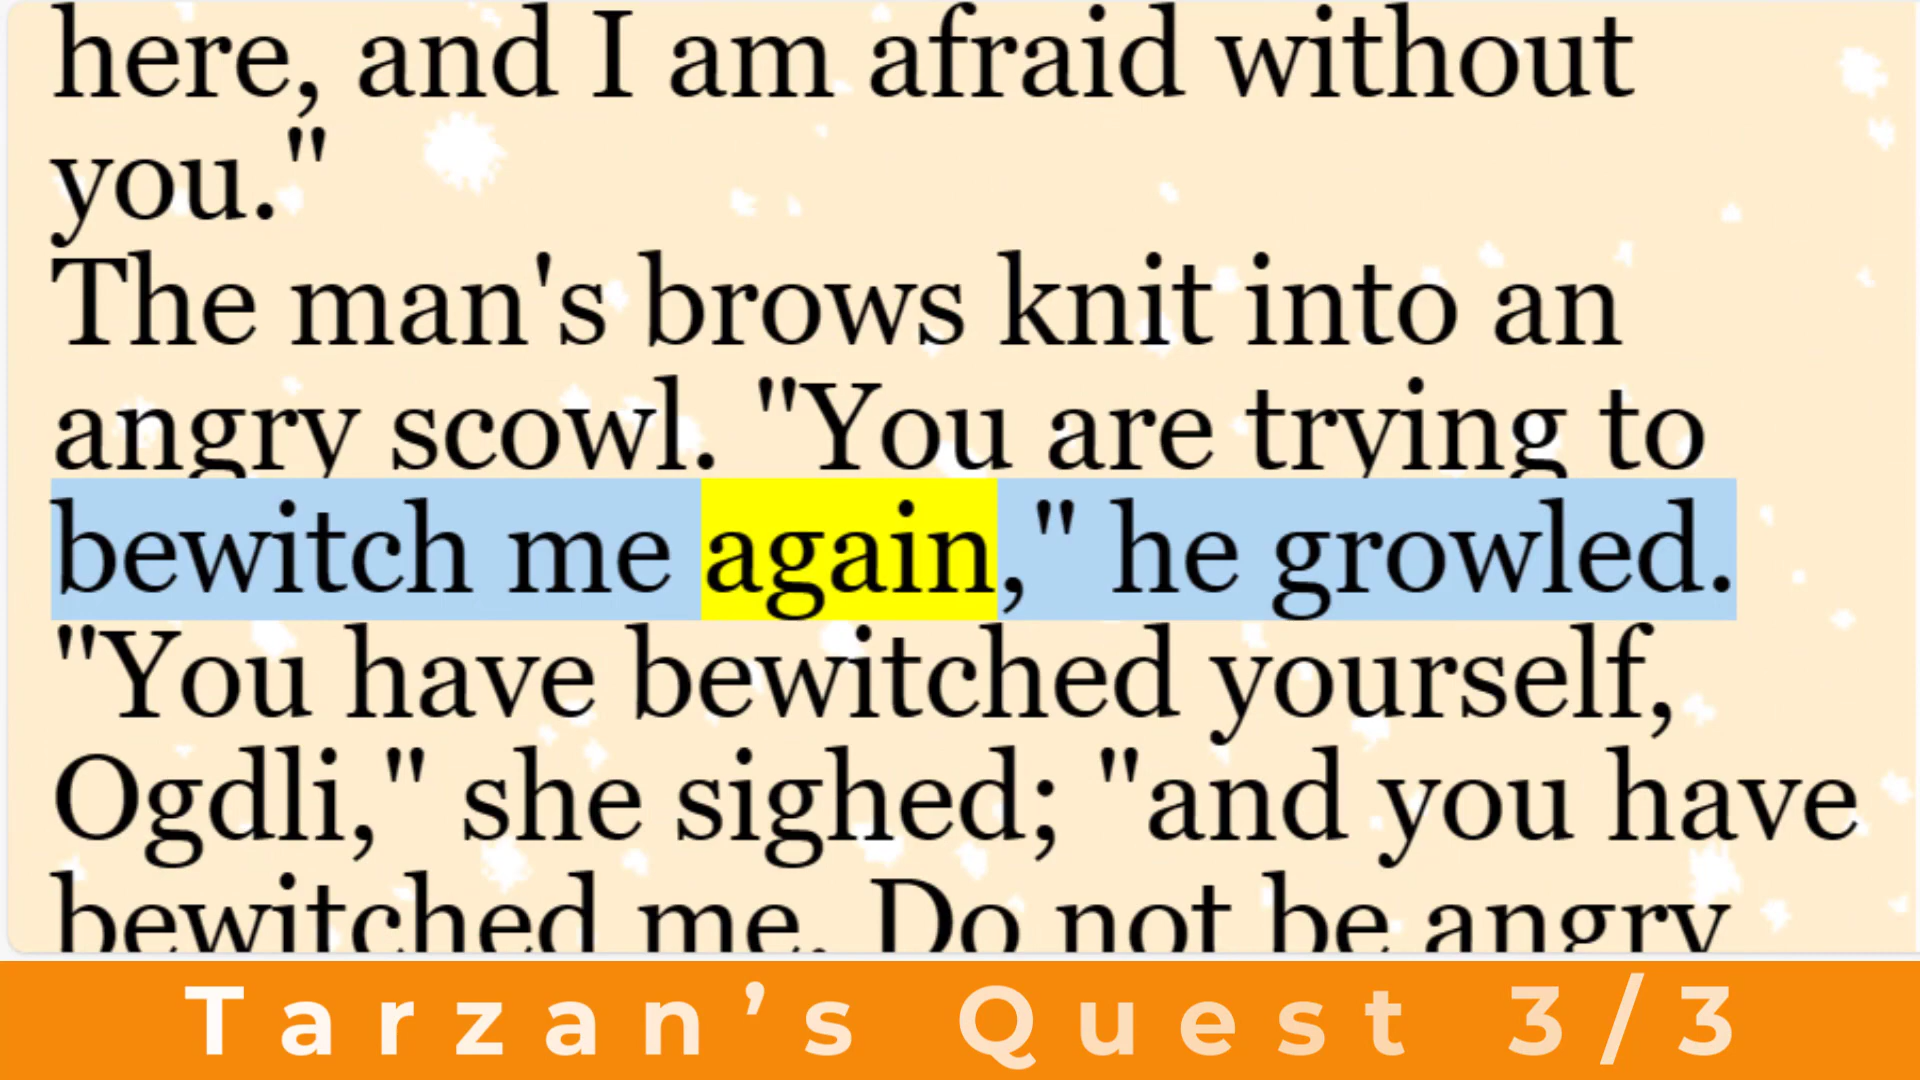 here, and I am afraid without
you."
The man's brows knit into an
angry scowl. "You are trying to
bewitch me again," he growled.
"You have bewitched yourself,
Ogdli," she sighed; "and you have
bewitched me. Do not be angry
Tarzan’s Quest 3/3